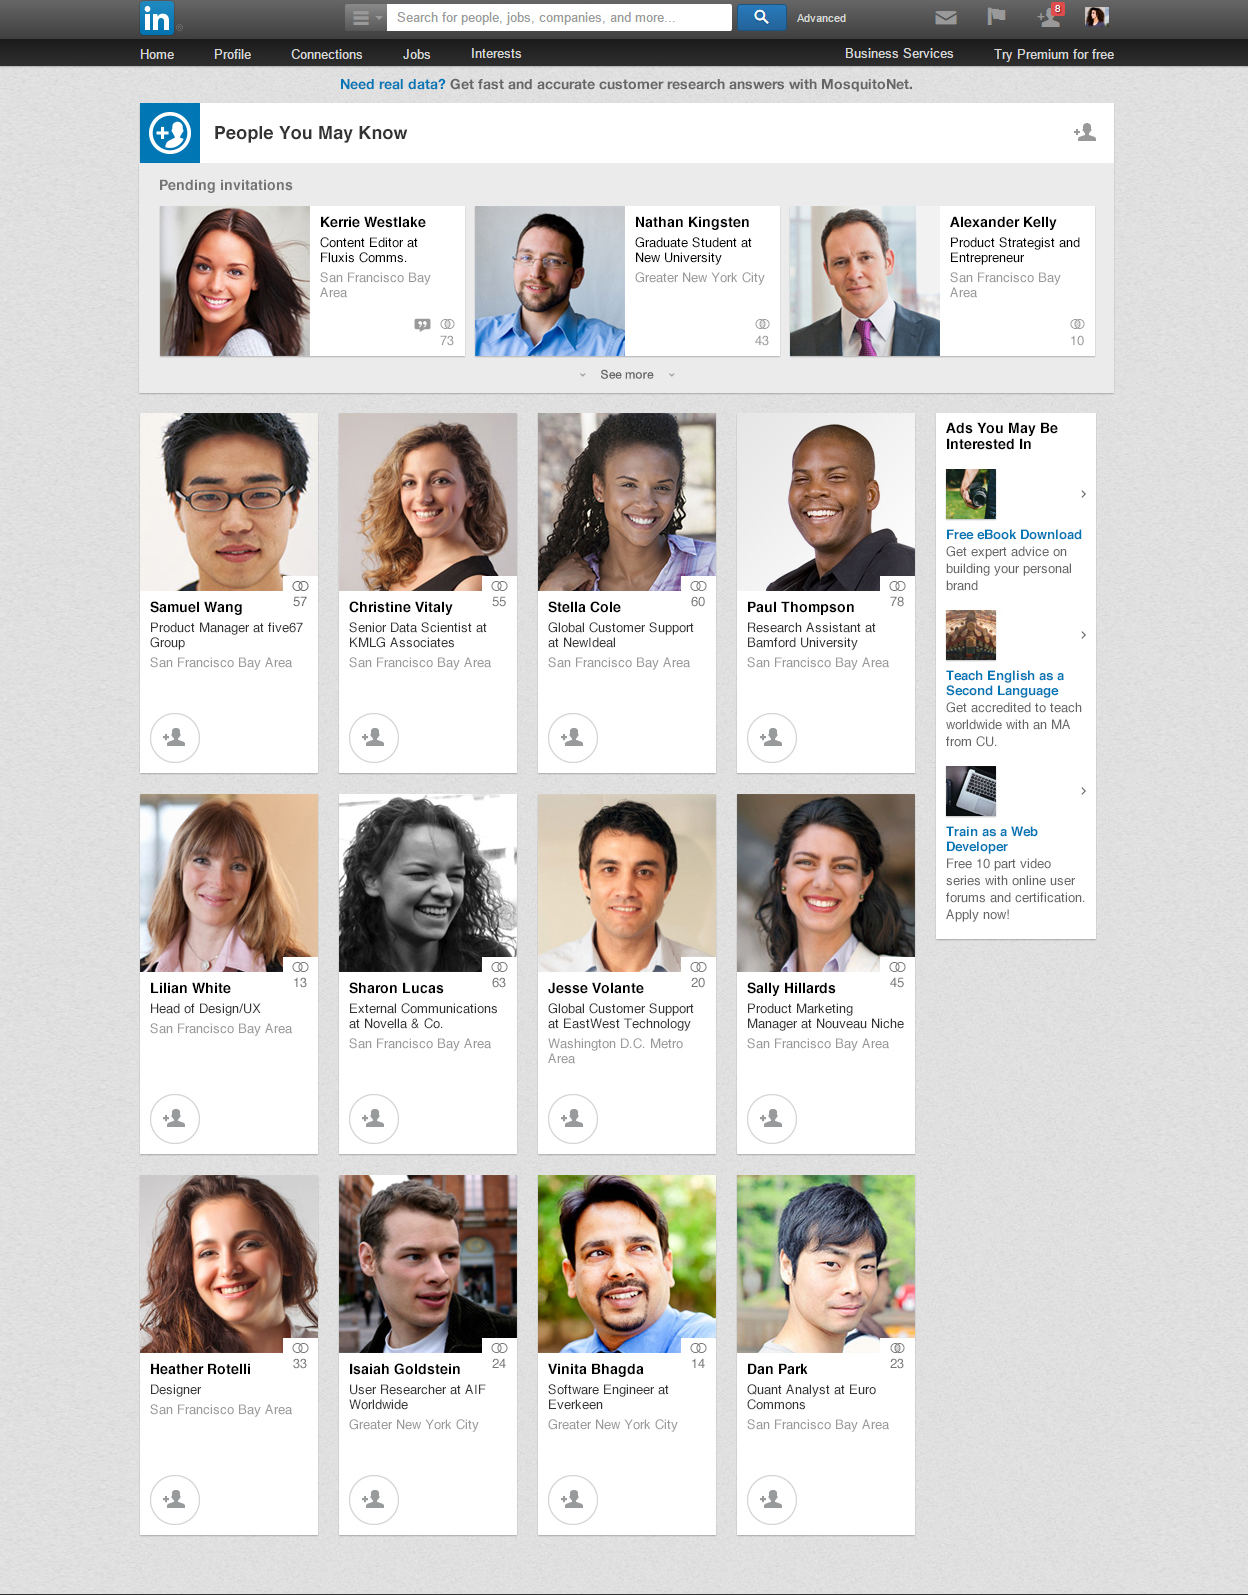 in
Search for people, jobs, companies, and more...
Advanced
8
Home
Profile
Connections
Jobs
Interests
Business Services
Try Premium for free
Need real data? Get fast and accurate customer research answers with MosquitoNet.
People You May Know
Pending invitations
Kerrie Westlake
Content Editor at
Fluxis Comms.
San Francisco Bay
Area
73
Nathan Kingsten
Graduate Student at
New University
Greater New York City
43
Alexander Kelly
Product Strategist and
Entrepreneur
San Francisco Bay
Area
10
See more
57
Samuel Wang
Product Manager at five67
Group
San Francisco Bay Area
55
Christine Vitaly
Senior Data Scientist at
KMLG Associates
San Francisco Bay Area
60
Stella Cole
Global Customer Support
at NewIdeal
San Francisco Bay Area
78
Paul Thompson
Research Assistant at
Bamford University
San Francisco Bay Area
Ads You May Be
Interested In
Free eBook Download
Get expert advice on
building your personal
brand
Teach English as a
Second Language
Get accredited to teach
worldwide with an MA
from CU.
Train as a Web
Developer
Free 10 part video
series with online user
forums and certification.
Apply now!
13
Lilian White
Head of Design/UX
San Francisco Bay Area
63
Sharon Lucas
External Communications
at Novella & Co.
San Francisco Bay Area
20
Jesse Volante
Global Customer Support
at EastWest Technology
Washington D.C. Metro
Area
45
Sally Hillards
Product Marketing
Manager at Nouveau Niche
San Francisco Bay Area
33
Heather Rotelli
Designer
San Francisco Bay Area
24
Isaiah Goldstein
User Researcher at AIF
Worldwide
Greater New York City
14
Vinita Bhagda
Software Engineer at
Everkeen
Greater New York City
23
Dan Park
Quant Analyst at Euro
Commons
San Francisco Bay Area